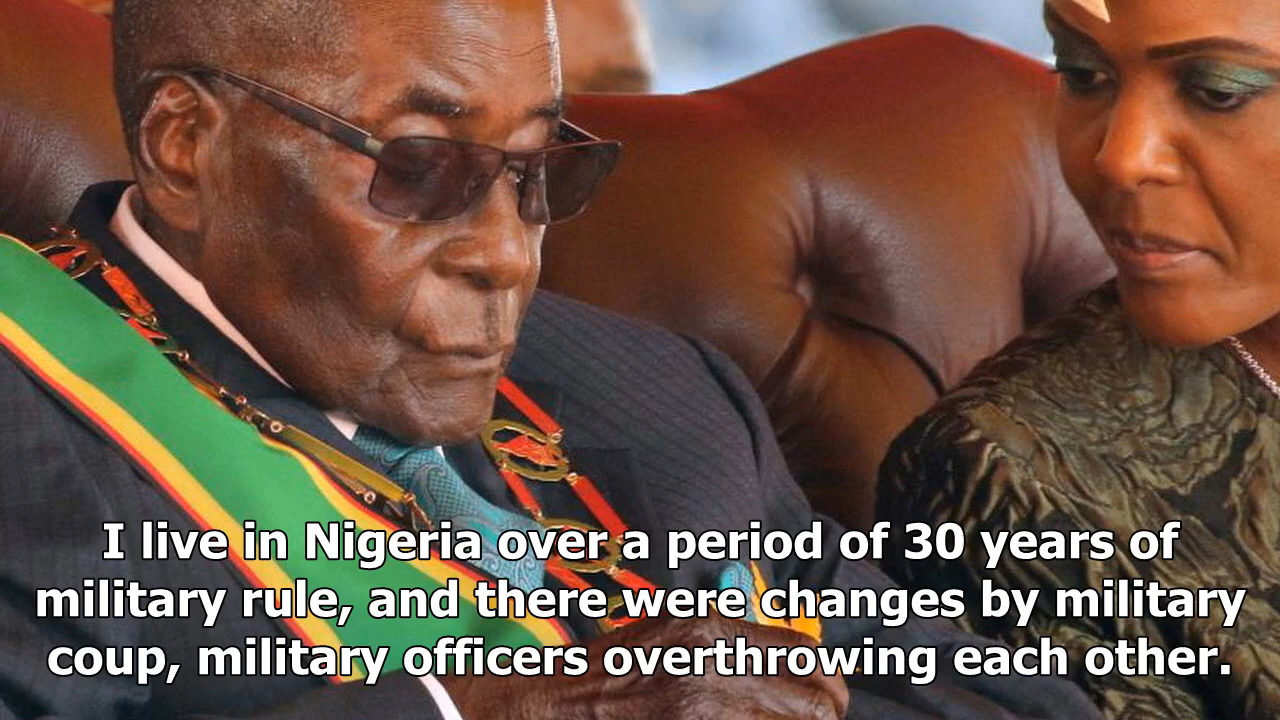 I live in Nigeria over a period of 30 years of
military rule, and there were changes by military
coup, military officers overthrowing each other.